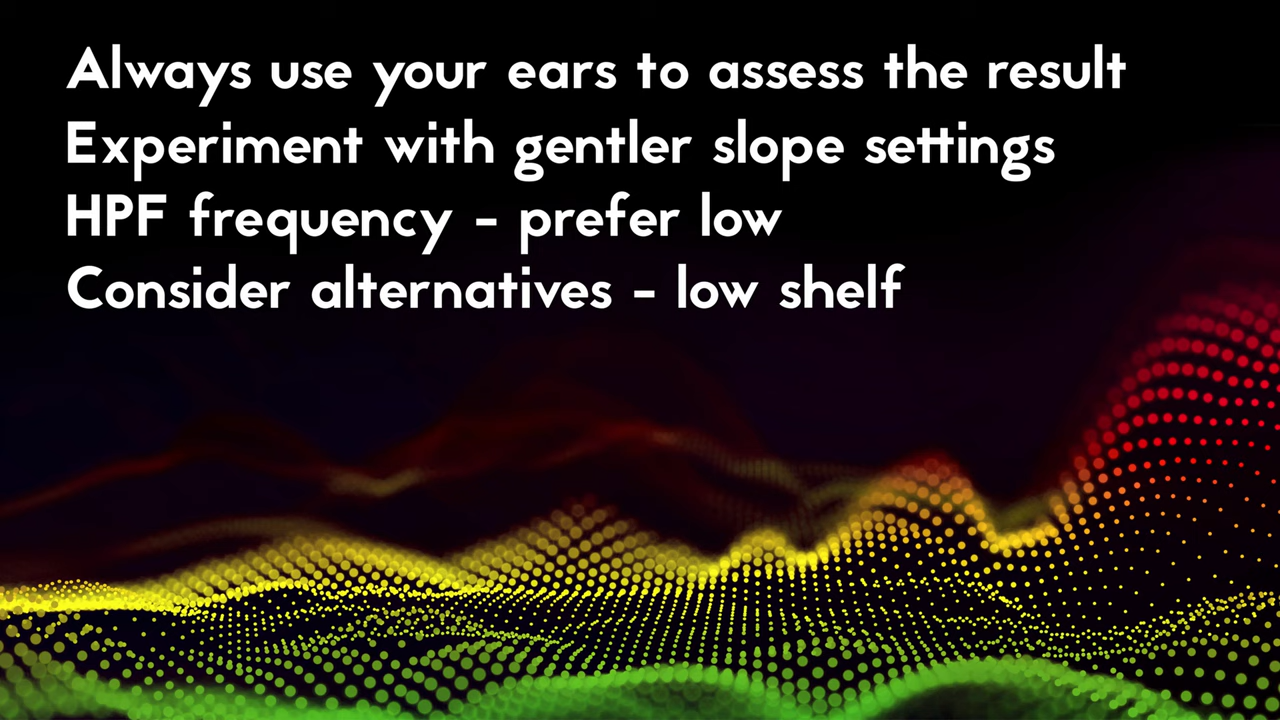 Always use your ears to assess the result
Experiment with gentler slope settings
HPF frequency - prefer low
Consider alternatives - low shelf